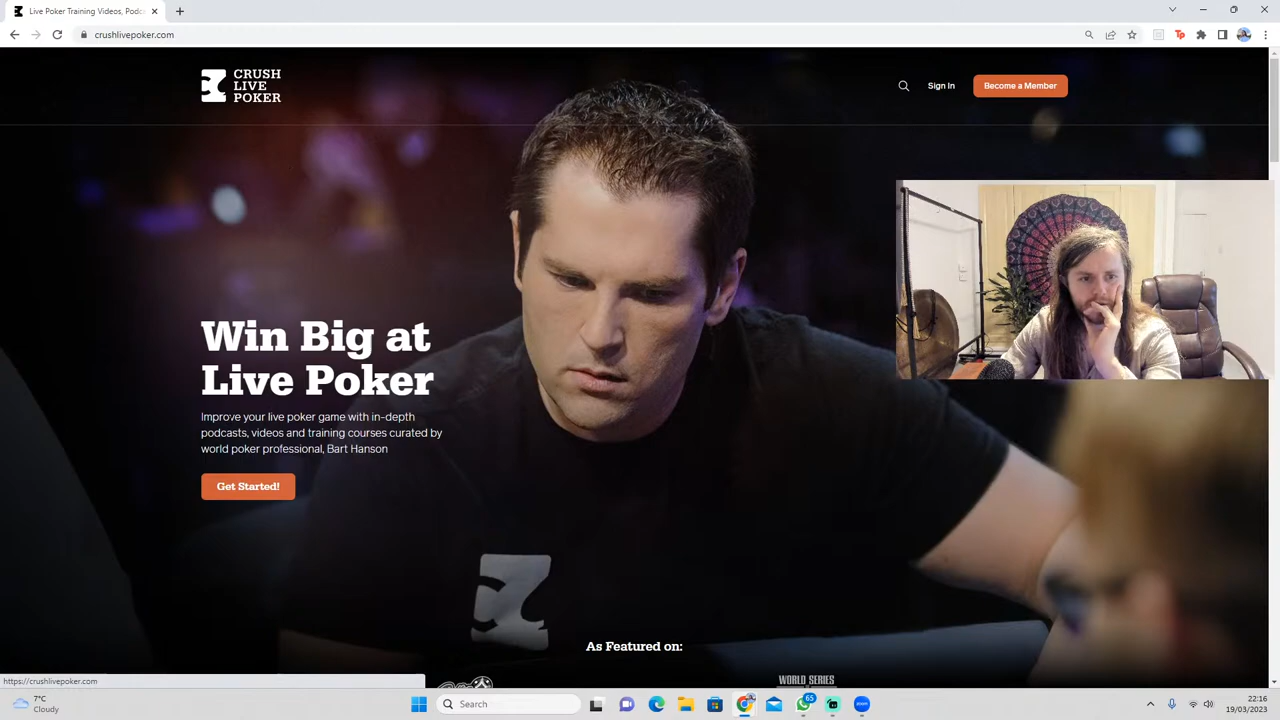 Live Poker Training Videos, Podc
crushlivepoker.com
CRUSH
LIVE
POKER
Sign In
Become a Member
Win Big at
Live Poker
Improve your live poker game with in-depth
podcasts, videos and training courses curated by
world poker professional, Bart Hanson
Get Started!
As Featured on:
WORLD SERIES
https://crushlivepoker.com
7°C
Cloudy
Search
65
zoom
22:16
19/03/2023